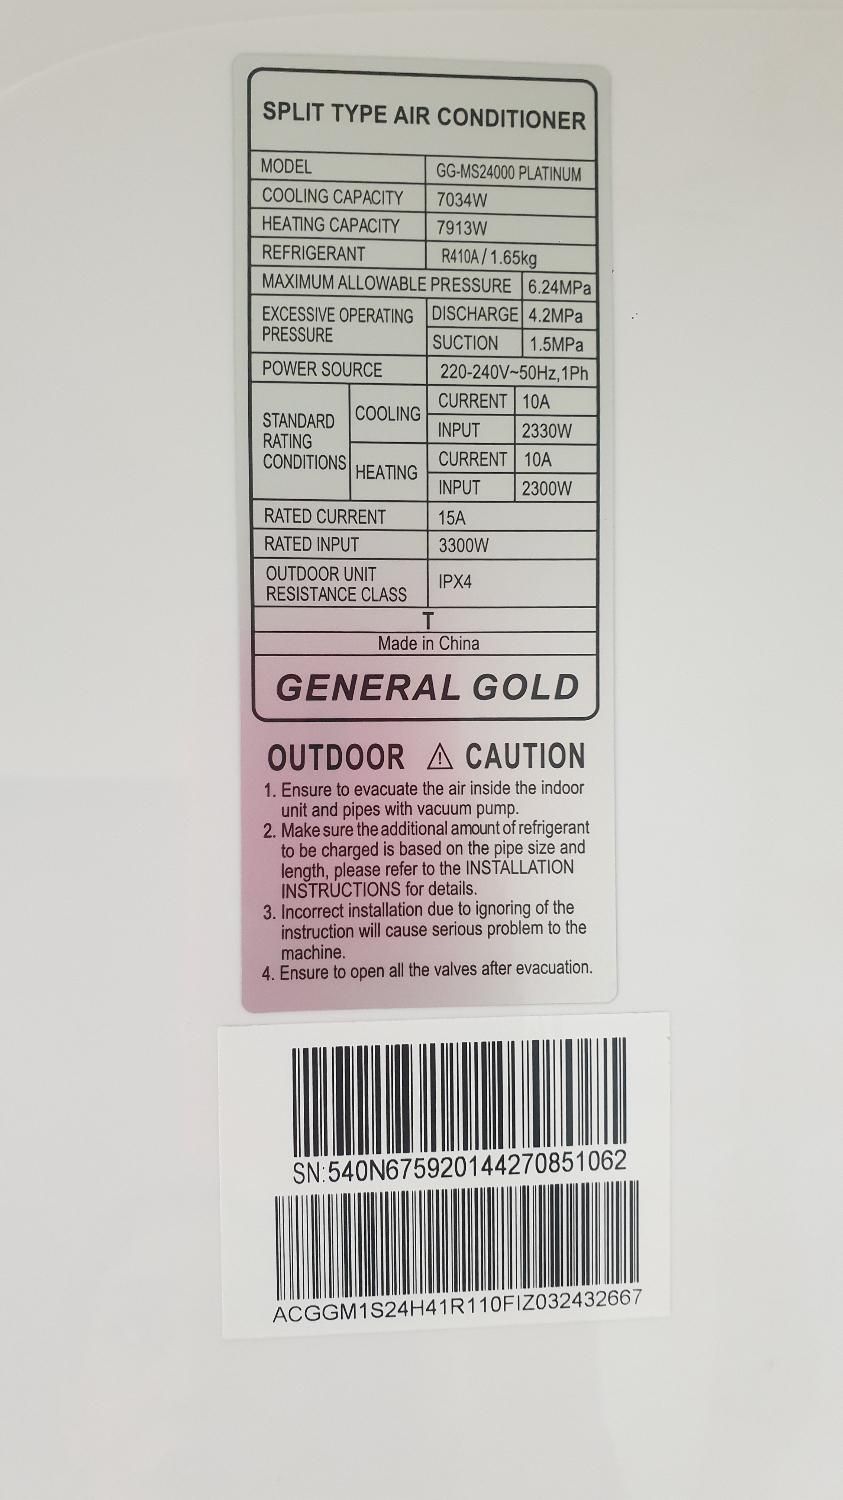 SPLIT TYPE AIR CONDITIONER
MODEL GG-MS24000 PLATINUM
COOLING CAPACITY 7034W
HEATING CAPACITY 7913W
REFRIGERANT R410A / 1.65kg
MAXIMUM ALLOWABLE PRESSURE 6.24MPa
EXCESSIVE OPERATING PRESSURE DISCHARGE 4.2MPa
SUCTION 1.5MPa
POWER SOURCE 220-240V~50Hz,1Ph
STANDARD RATING CONDITIONS COOLING CURRENT 10A
INPUT 2330W
HEATING CURRENT 10A
INPUT 2300W
RATED CURRENT 15A
RATED INPUT 3300W
OUTDOOR UNIT RESISTANCE CLASS IPX4
T
Made in China
GENERAL GOLD
OUTDOOR ⚠ CAUTION
1. Ensure to evacuate the air inside the indoor
unit and pipes with vacuum pump.
2. Make sure the additional amount of refrigerant
to be charged is based on the pipe size and
length, please refer to the INSTALLATION
INSTRUCTIONS for details.
3. Incorrect installation due to ignoring of the
instruction will cause serious problem to the
machine.
4. Ensure to open all the valves after evacuation.
SN:540N675920144270851062
ACGGM1S24H41R110FIZ032432667